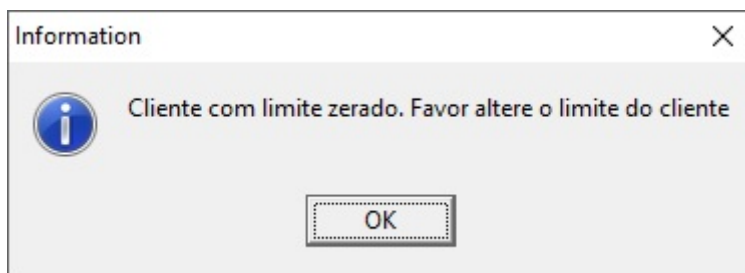 Information
Cliente com limite zerado. Favor altere o limite do cliente
OK